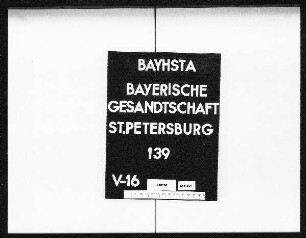 BAYHSTA
BAYERISCHE
GESANDTSCHAFT
ST.PETERSBURG
139
V-16